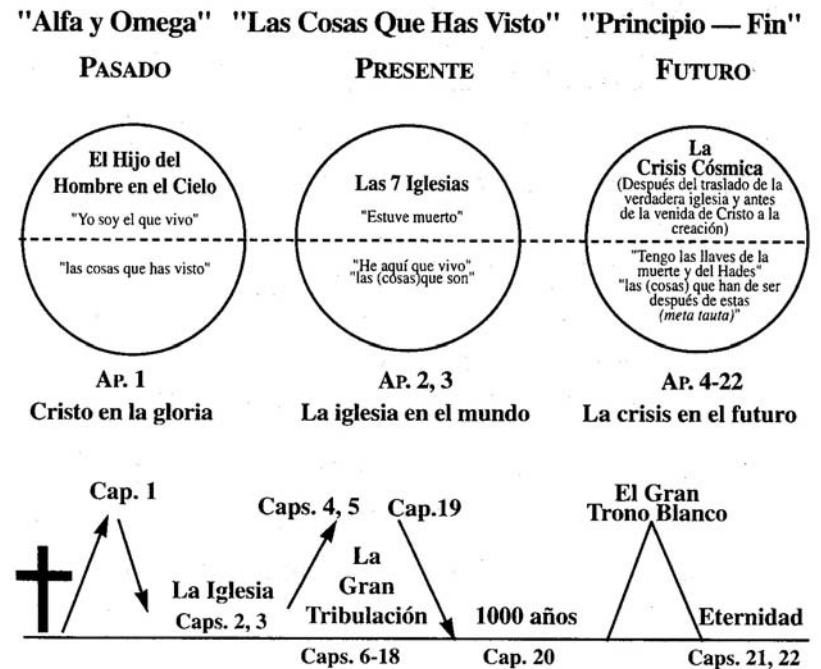 "Alfa y Omega" "Las Cosas Que Has Visto" "Principio — Fin"
PASADO PRESENTE FUTURO
El Hijo del
Hombre en el Cielo
"Yo soy el que vivo"
"las cosas que has visto"
Las 7 Iglesias
"Estuve muerto"
"He aquí que vivo"
"las (cosas)que son"
La
Crisis Cósmica
(Después del traslado de la
verdadera iglesia y antes
de la venida de Cristo a la
creación)
"Tengo las llaves de la
muerte y del Hades"
"las (cosas) que han de ser
después de estas
(meta tauta)"
AP. 1 AP. 2, 3 AP. 4-22
Cristo en la gloria La iglesia en el mundo La crisis en el futuro
Cap. 1
La Iglesia
Caps. 2, 3
Caps. 4, 5 Cap.19
La
Gran
Tribulación
Caps. 6-18
1000 años
Cap. 20
El Gran
Trono Blanco
Eternidad
Caps. 21, 22